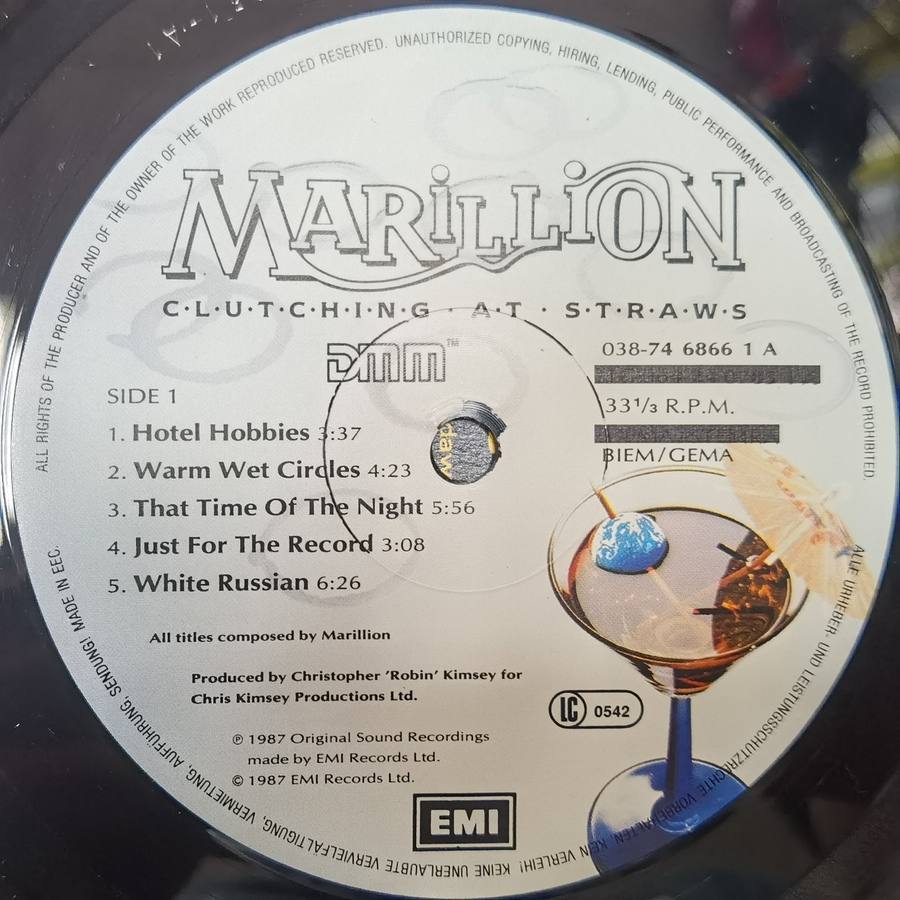 ALL RIGHTS OF THE PRODUCER AND OF THE OWNER OF THE WORK REPRODUCED RESERVED. UNAUTHORIZED COPYING, HIRING, LENDING, PUBLIC PERFORMANCE AND BROADCASTING OF THE RECORD PROHIBITED.
MARILLION
C·L·U·T·C·H·I·N·G · A·T · S·T·R·A·W·S
DMM™
038-74 6866 1 A
33 1/3 R.P.M.
BIEM/GEMA
SIDE 1
1. Hotel Hobbies 3:37
2. Warm Wet Circles 4:23
3. That Time Of The Night 5:56
4. Just For The Record 3:08
5. White Russian 6:26
All titles composed by Marillion
Produced by Christopher 'Robin' Kimsey for
Chris Kimsey Productions Ltd.
LC 0542
℗ 1987 Original Sound Recordings
made by EMI Records Ltd.
© 1987 EMI Records Ltd.
EMI
ALLE URHEBER- UND LEISTUNGSSCHUTZRECHTE VORBEHALTEN. KEIN VERLEIH! KEINE UNERLAUBTE VERVIELFÄLTIGUNG, VERMIETUNG, AUFFÜHRUNG, SENDUNG! MADE IN EEC.